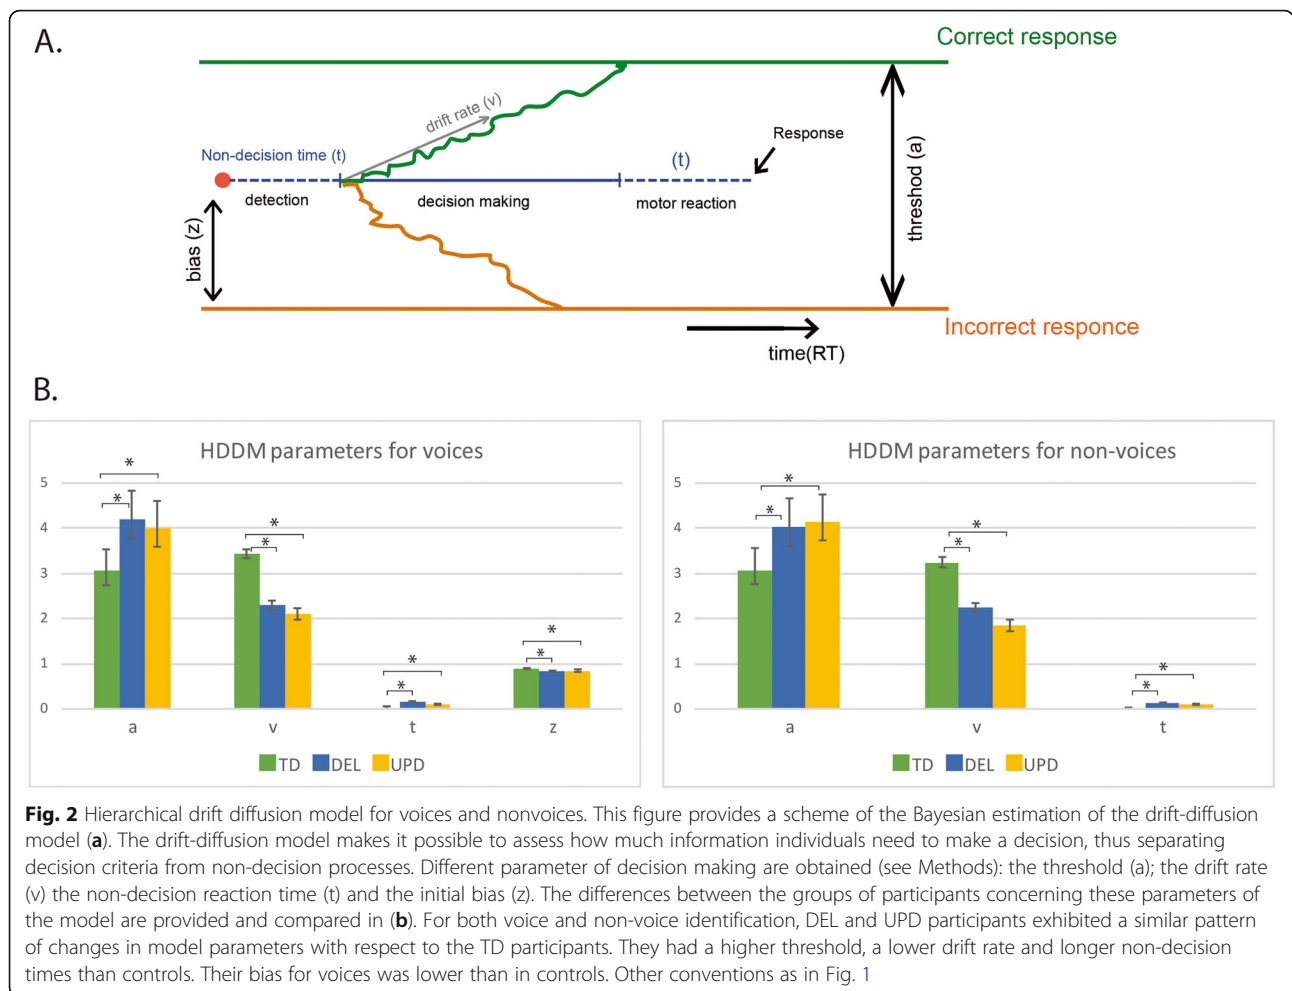 A.
Correct response
drift rate (v)
Non-decision time (t)
(t)
Response
detection
decision making
motor reaction
bias (z)
threshod (a)
Incorrect responce
time(RT)
B.
HDDM parameters for voices
5
4
3
2
1
0
* * * * * * * *
a v t z
TD DEL UPD
HDDM parameters for non-voices
5
4
3
2
1
0
* * * * * *
a v t
TD DEL UPD
Fig. 2 Hierarchical drift diffusion model for voices and nonvoices. This figure provides a scheme of the Bayesian estimation of the drift-diffusion
model (a). The drift-diffusion model makes it possible to assess how much information individuals need to make a decision, thus separating
decision criteria from non-decision processes. Different parameter of decision making are obtained (see Methods): the threshold (a); the drift rate
(v) the non-decision reaction time (t) and the initial bias (z). The differences between the groups of participants concerning these parameters of
the model are provided and compared in (b). For both voice and non-voice identification, DEL and UPD participants exhibited a similar pattern
of changes in model parameters with respect to the TD participants. They had a higher threshold, a lower drift rate and longer non-decision
times than controls. Their bias for voices was lower than in controls. Other conventions as in Fig. 1